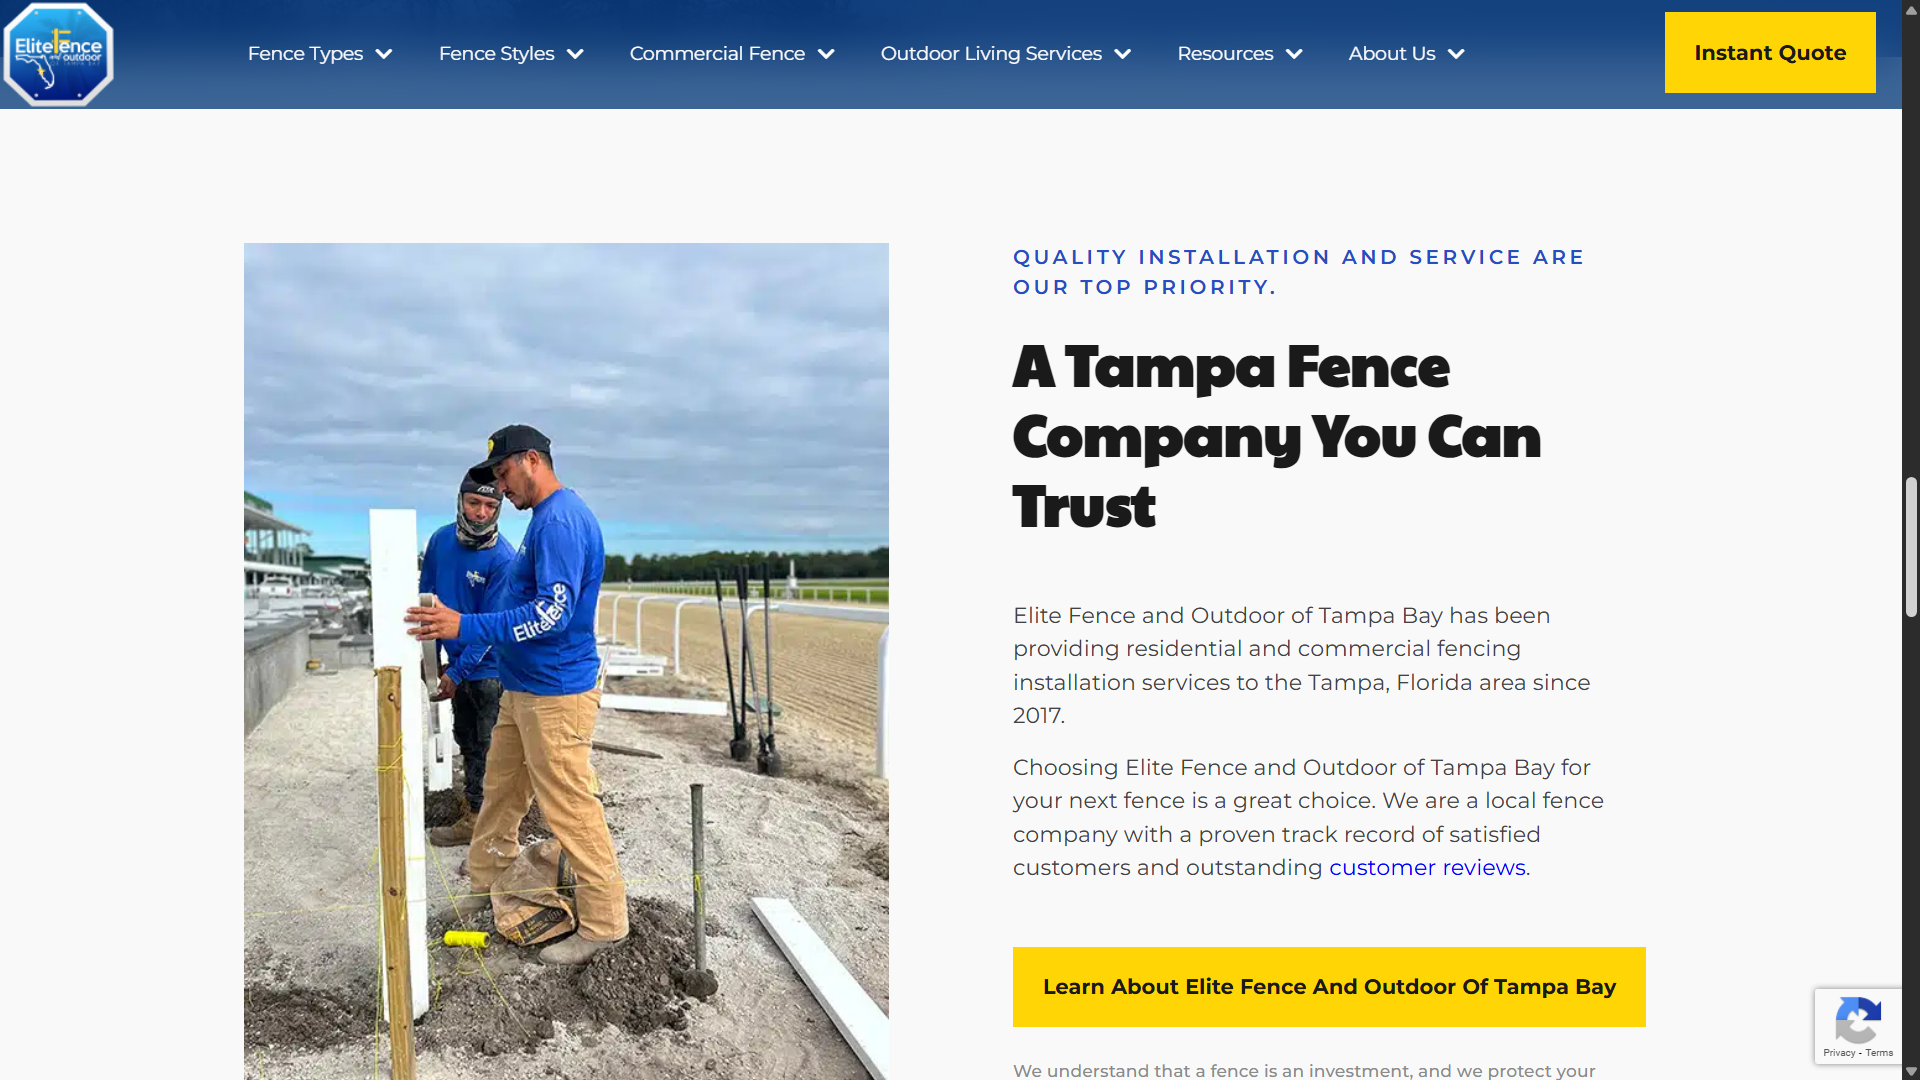 EliteFence
and outdoor
Fence Types
Fence Styles
Commercial Fence
Outdoor Living Services
Resources
About Us
Instant Quote
QUALITY INSTALLATION AND SERVICE ARE
OUR TOP PRIORITY.
A Tampa Fence
Company You Can
Trust
Elite Fence and Outdoor of Tampa Bay has been
providing residential and commercial fencing
installation services to the Tampa, Florida area since
2017.
Choosing Elite Fence and Outdoor of Tampa Bay for
your next fence is a great choice. We are a local fence
company with a proven track record of satisfied
customers and outstanding customer reviews.
EliteFence
Learn About Elite Fence And Outdoor Of Tampa Bay
We understand that a fence is an investment, and we protect your
Privacy - Terms